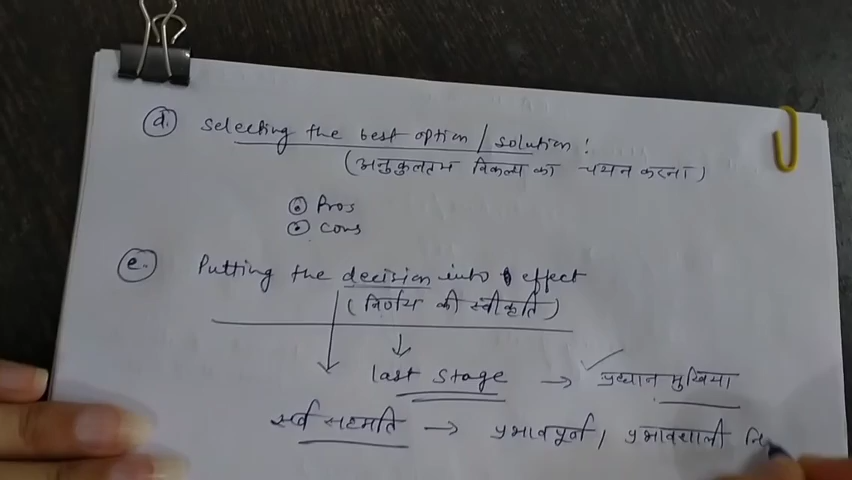 d. Selecting the best option / solution :
(अनुकुलतम विकल्प का चयन करना)
Pros
Cons
e. Putting the decision into effect
(निर्णय की स्वीकृति)
last stage → प्रधान मुखिया
सर्व सहमति → प्रभावपूर्ण, प्रभावशाली